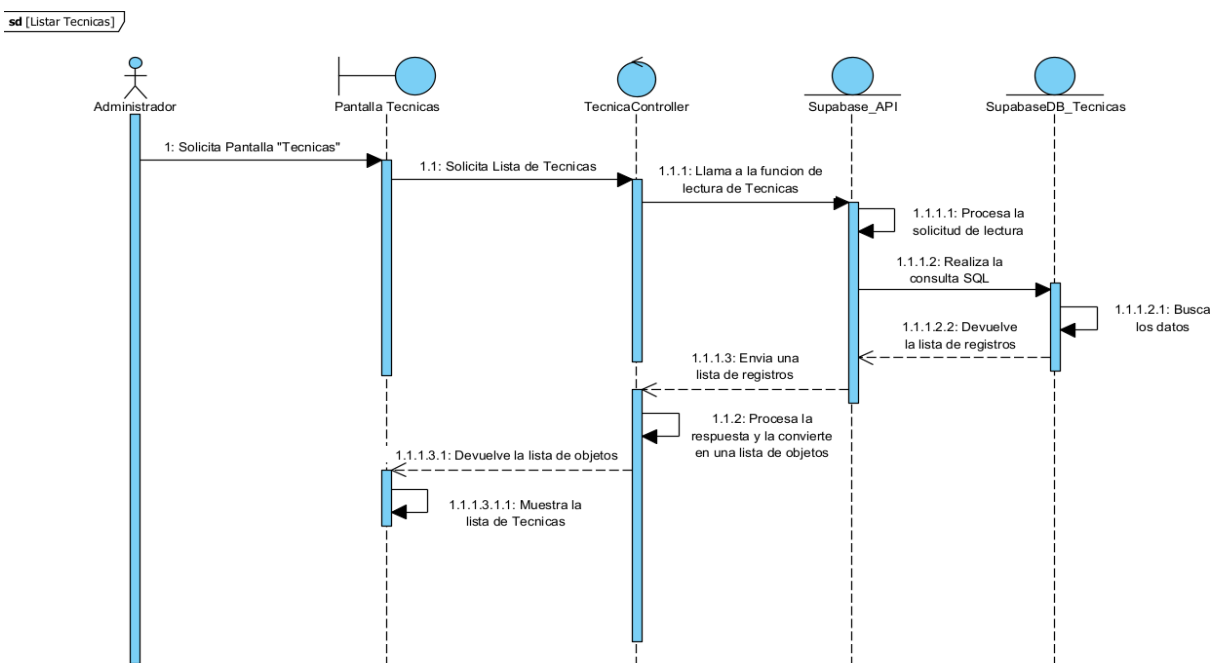 sd [Listar Tecnicas]
Administrador
Pantalla Tecnicas
TecnicaController
Supabase_API
SupabaseDB_Tecnicas
1: Solicita Pantalla "Tecnicas"
1.1: Solicita Lista de Tecnicas
1.1.1: Llama a la funcion de
lectura de Tecnicas
1.1.1.1: Procesa la
solicitud de lectura
1.1.1.2: Realiza la
consulta SQL
1.1.1.2.1: Busca
los datos
1.1.1.2.2: Devuelve
la lista de registros
1.1.1.3: Envia una
lista de registros
1.1.2: Procesa la
respuesta y la convierte
en una lista de objetos
1.1.1.3.1: Devuelve la lista de objetos
1.1.1.3.1.1: Muestra la
lista de Tecnicas